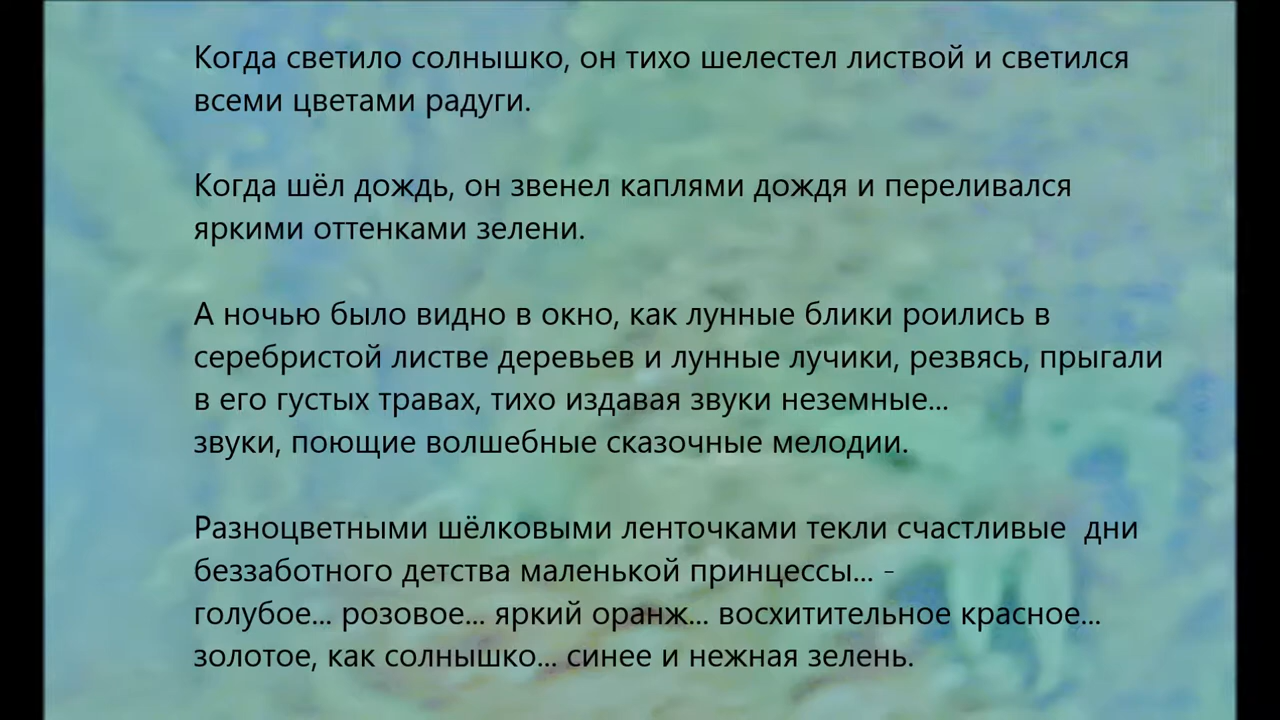 Когда светило солнышко, он тихо шелестел листвой и светился
всеми цветами радуги.
Когда шёл дождь, он звенел каплями дождя и переливался
яркими оттенками зелени.
А ночью было видно в окно, как лунные блики роились в
серебристой листве деревьев и лунные лучики, резвясь, прыгали
в его густых травах, тихо издавая звуки неземные...
звуки, поющие волшебные сказочные мелодии.
Разноцветными шёлковыми ленточками текли счастливые  дни
беззаботного детства маленькой принцессы... -
голубое... розовое... яркий оранж... восхитительное красное...
золотое, как солнышко... синее и нежная зелень.